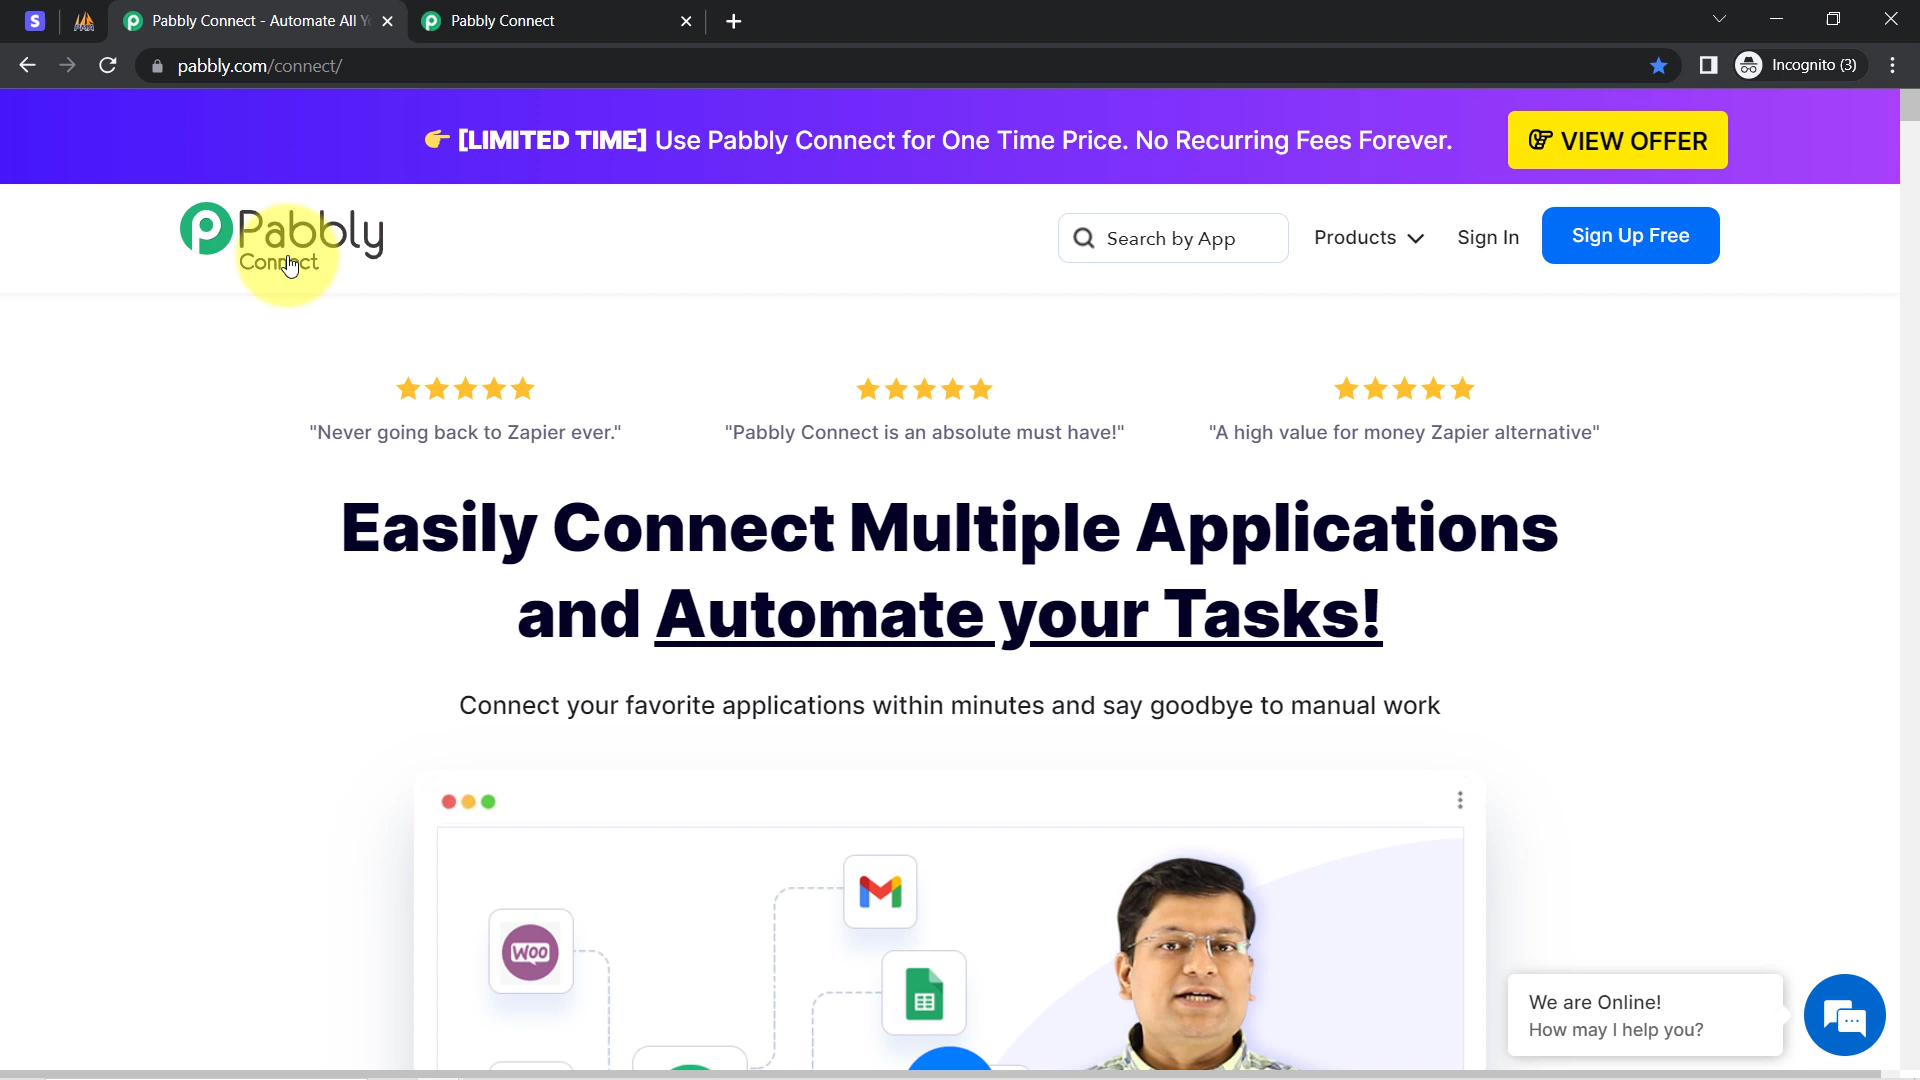 S
Pabbly Connect - Automate All Y
Pabbly Connect
pabbly.com/connect/
Incognito (3)
[LIMITED TIME] Use Pabbly Connect for One Time Price. No Recurring Fees Forever.
VIEW OFFER
Pabbly
Connect
Search by App
Products
Sign In
Sign Up Free
"Never going back to Zapier ever."
"Pabbly Connect is an absolute must have!"
"A high value for money Zapier alternative"
Easily Connect Multiple Applications
and Automate your Tasks!
Connect your favorite applications within minutes and say goodbye to manual work
WOO
We are Online!
How may I help you?